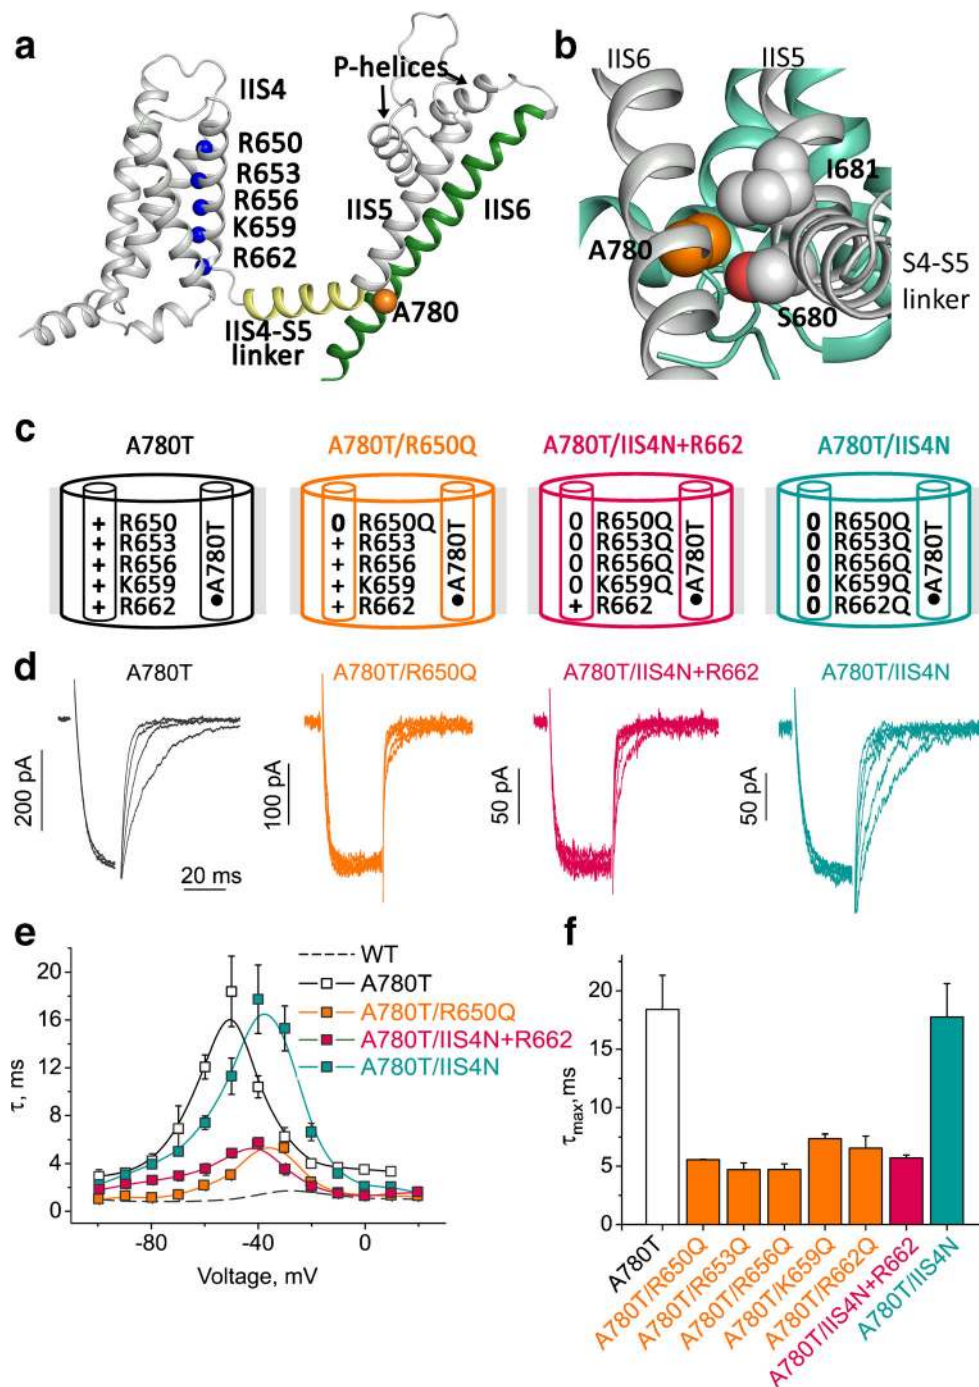 a
P-helices
IIS4
R650
R653
R656
K659
R662
IIS5
IIS6
A780
IIS4-S5
linker
b
IIS6
IIS5
I681
A780
S4-S5
linker
S680
c
A780T
A780T/R650Q
A780T/IIS4N+R662
A780T/IIS4N
+ R650
+ R653
+ R656
+ K659
+ R662
●A780T
0 R650Q
+ R653
+ R656
+ K659
+ R662
●A780T
0 R650Q
0 R653Q
0 R656Q
0 K659Q
+ R662
●A780T
0 R650Q
0 R653Q
0 R656Q
0 K659Q
0 R662Q
●A780T
d
A780T
A780T/R650Q
A780T/IIS4N+R662
A780T/IIS4N
200 pA
100 pA
50 pA
50 pA
20 ms
e
WT
A780T
A780T/R650Q
A780T/IIS4N+R662
A780T/IIS4N
τ, ms
20
16
12
8
4
0
-80
-40
0
Voltage, mV
f
τmax, ms
20
15
10
5
0
A780T
A780T/R650Q
A780T/R653Q
A780T/R656Q
A780T/K659Q
A780T/R662Q
A780T/IIS4N+R662
A780T/IIS4N